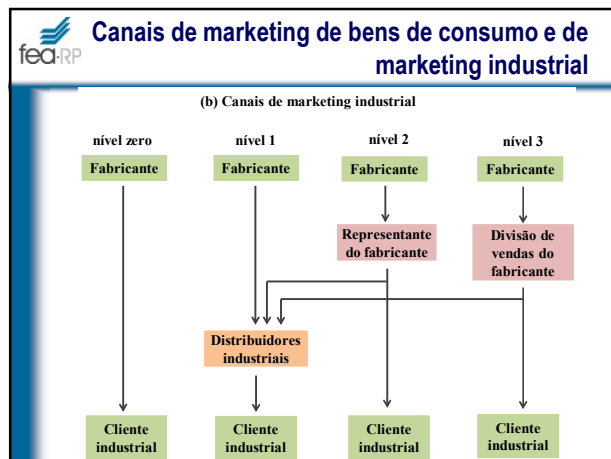 Canais de marketing de bens de consumo e de
marketing industrial
fea-RP
(b) Canais de marketing industrial
nível zero
nível 1
nível 2
nível 3
Fabricante
Fabricante
Fabricante
Fabricante
Representante
do fabricante
Divisão de
vendas do
fabricante
Distribuidores
industriais
Cliente
industrial
Cliente
industrial
Cliente
industrial
Cliente
industrial